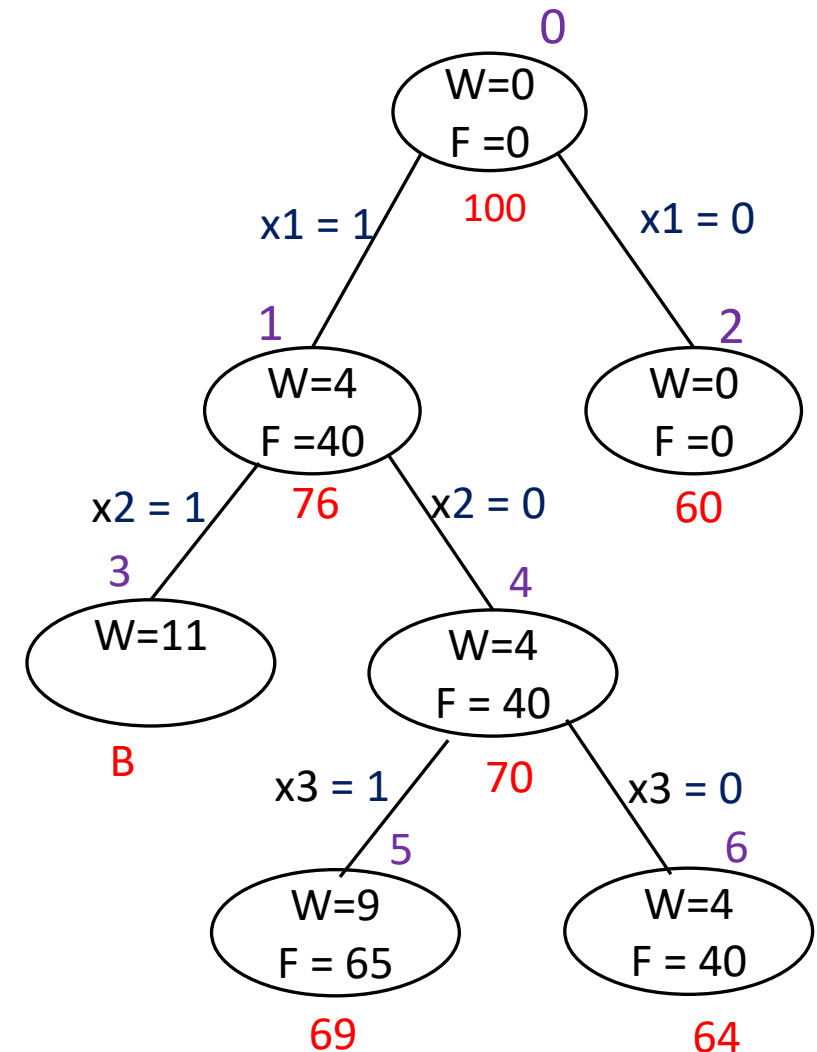 0
W=0
F =0
100
x1 = 1
x1 = 0
1
2
W=4
F =40
76
W=0
F =0
60
x2 = 1
x2 = 0
3
4
W=11
B
W=4
F = 40
70
x3 = 1
x3 = 0
5
6
W=9
F = 65
69
W=4
F = 40
64